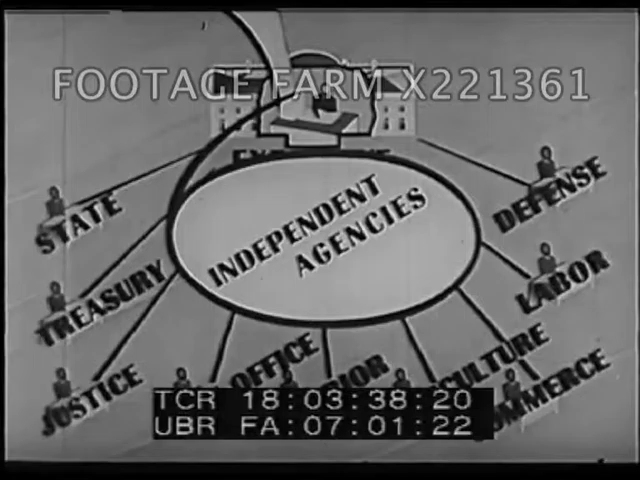 FOOTAGE FARM X221361
INDEPENDENT
AGENCIES
STATE
DEFENSE
TREASURY
LABOR
JUSTICE
OFFICE
TCR 18:03:38:20
UBR FA:07:01:22